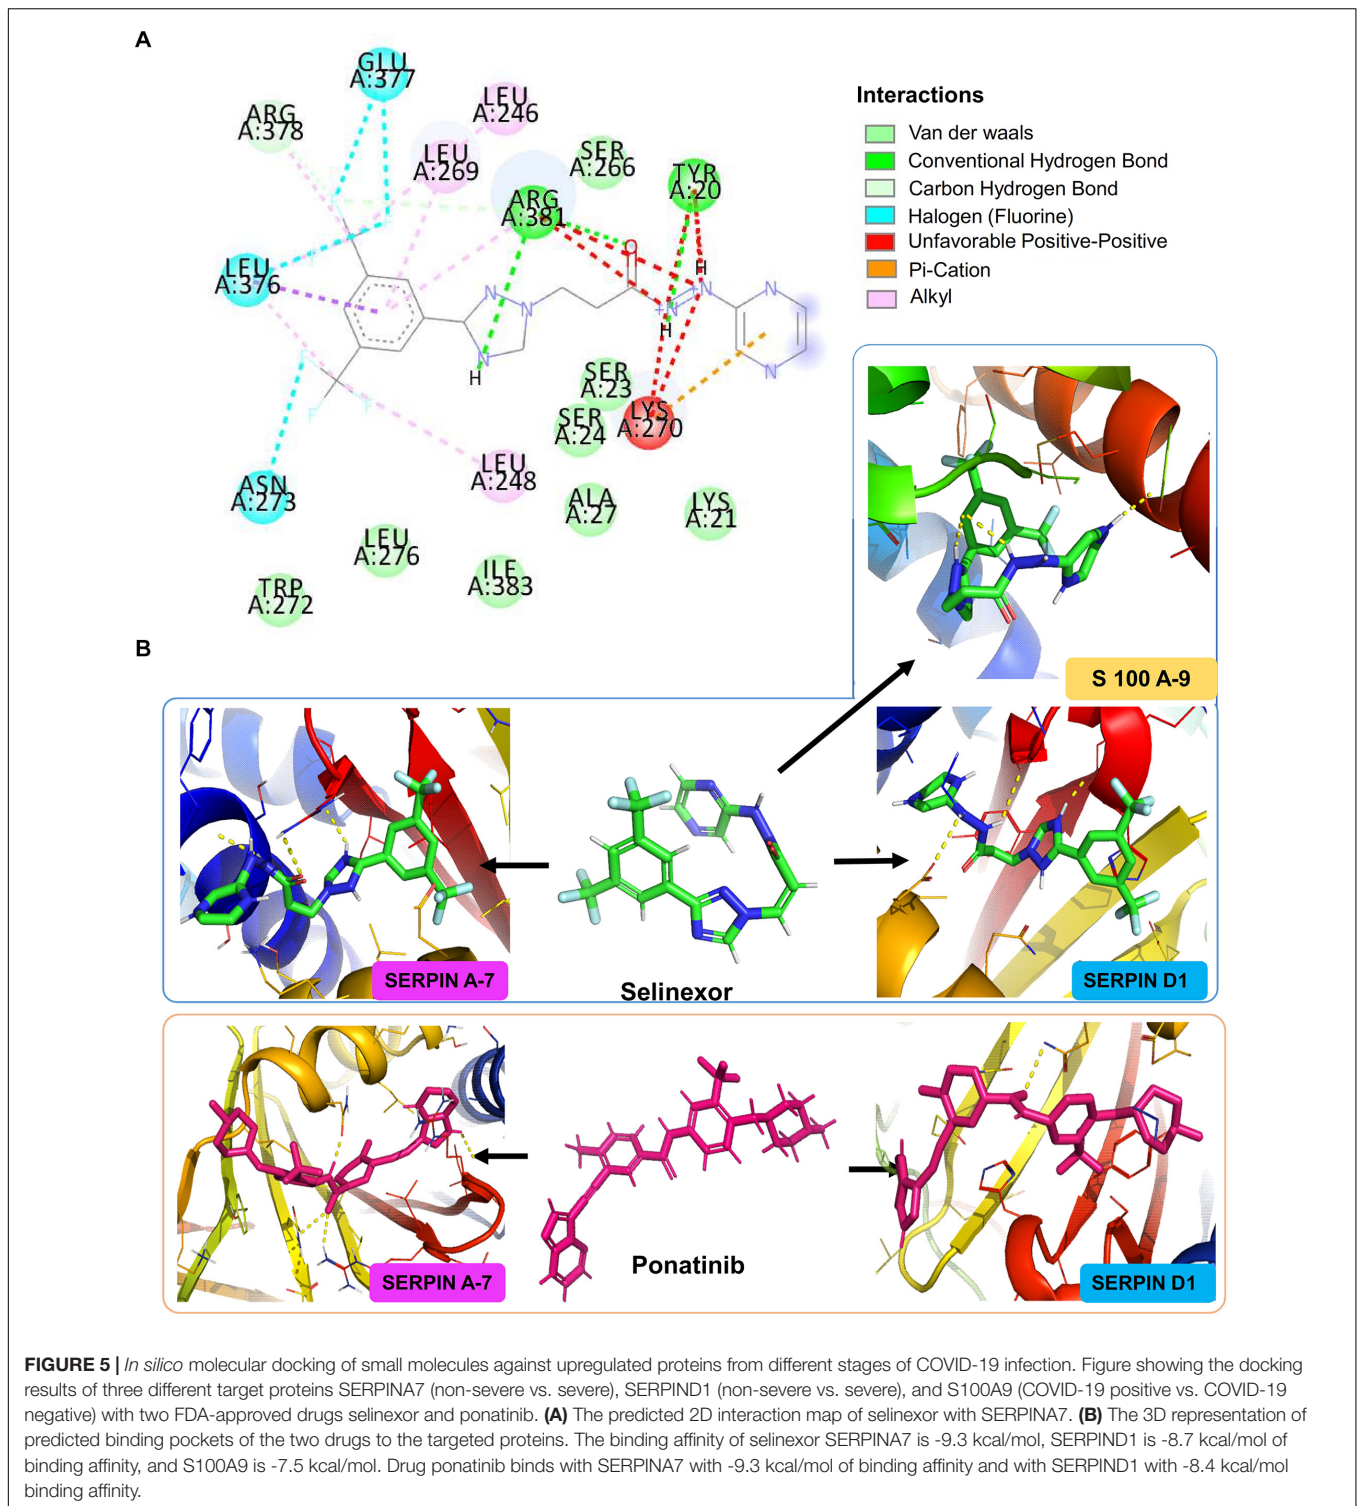 A
GLU
A:377
LEU
A:246
ARG
A:378
LEU
A:269
SER
A:266
TYR
A:20
ARG
A:381
LEU
A:376
O
H
N
N
N
N
N
N
N
H
H
F
F
F
SER
A:23
SER
A:24
LYS
A:270
LEU
A:248
ASN
A:273
ALA
A:27
LYS
A:21
LEU
A:276
ILE
A:383
TRP
A:272
Interactions
Van der waals
Conventional Hydrogen Bond
Carbon Hydrogen Bond
Halogen (Fluorine)
Unfavorable Positive-Positive
Pi-Cation
Alkyl
B
S 100 A-9
SERPIN A-7
Selinexor
SERPIN D1
SERPIN A-7
Ponatinib
SERPIN D1
FIGURE 5 | In silico molecular docking of small molecules against upregulated proteins from different stages of COVID-19 infection. Figure showing the docking
results of three different target proteins SERPINA7 (non-severe vs. severe), SERPIND1 (non-severe vs. severe), and S100A9 (COVID-19 positive vs. COVID-19
negative) with two FDA-approved drugs selinexor and ponatinib. (A) The predicted 2D interaction map of selinexor with SERPINA7. (B) The 3D representation of
predicted binding pockets of the two drugs to the targeted proteins. The binding affinity of selinexor SERPINA7 is -9.3 kcal/mol, SERPIND1 is -8.7 kcal/mol of
binding affinity, and S100A9 is -7.5 kcal/mol. Drug ponatinib binds with SERPINA7 with -9.3 kcal/mol of binding affinity and with SERPIND1 with -8.4 kcal/mol
binding affinity.